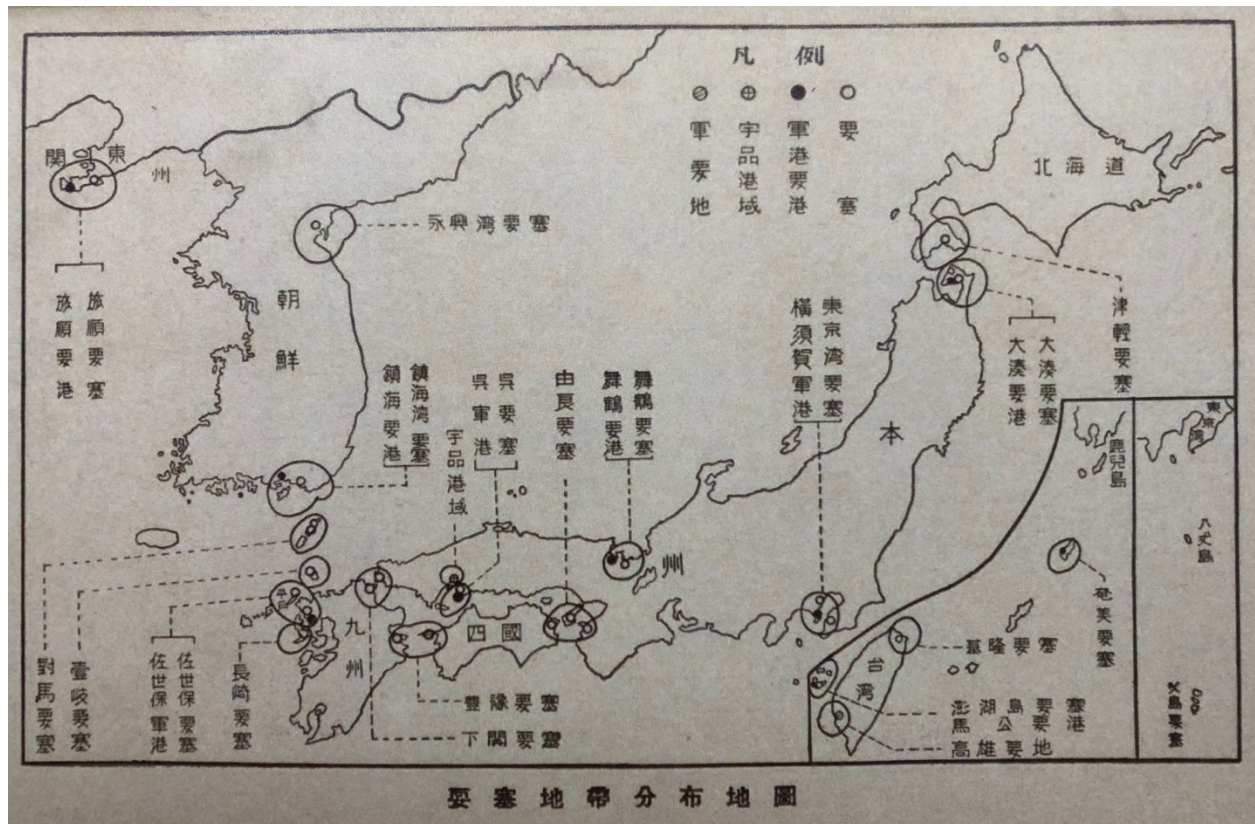 凡例
要塞
軍港要港
宇品港域
軍要地
北海道
関東州
永興湾要塞
旅順要塞
旅順要港
朝鮮
津軽要塞
大湊要塞
大湊要港
東京湾要塞
横須賀軍港
舞鶴要塞
舞鶴要港
由良要塞
呉要塞
呉軍港
宇品港域
鎮海湾要塞
鎮海要港
本州
東京湾
鹿児島
八丈島
奄美要塞
父島要塞
四國
九州
台湾
基隆要塞
澎湖島要塞
馬公要港
高雄要地
豊豫要塞
下関要塞
長崎要塞
佐世保要塞
佐世保軍港
壹岐要塞
對馬要塞
要塞地帶分布地圖